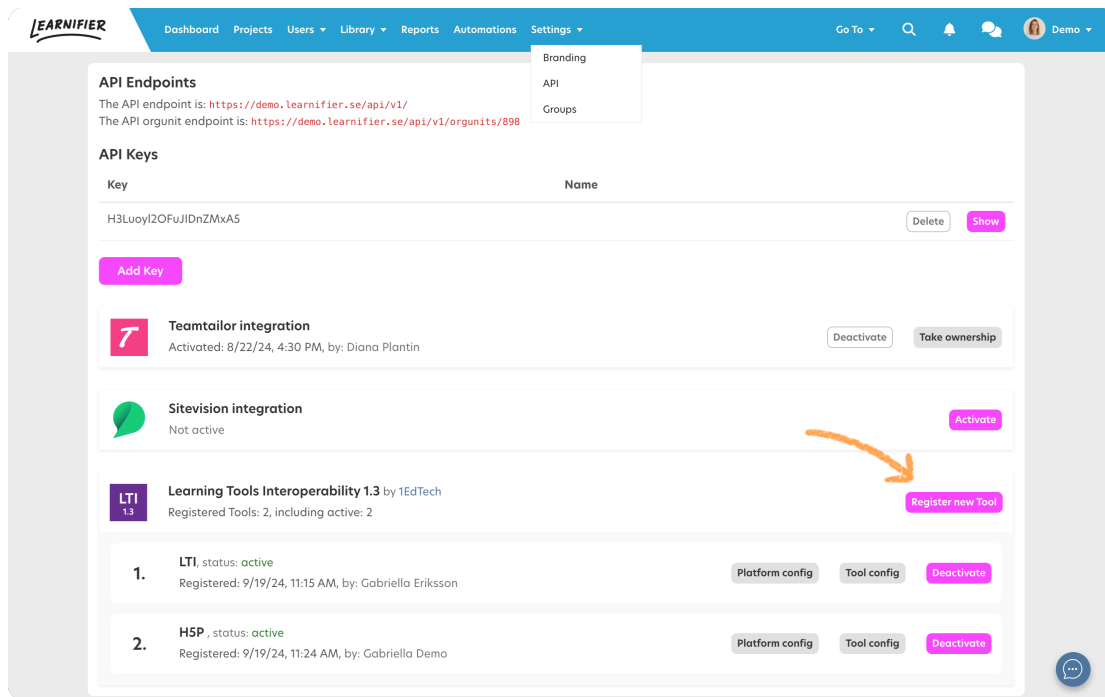 LEARNIFIER
Dashboard Projects Users Library Reports Automations Settings Go To Demo
Branding
API
Groups
API Endpoints
The API endpoint is: https://demo.learnifier.se/api/v1/
The API orgunit endpoint is: https://demo.learnifier.se/api/v1/orgunits/898
API Keys
Key Name
H3Luoyl2OFuJIDnZMxA5 Delete Show
Add Key
Teamtailor integration
Activated: 8/22/24, 4:30 PM, by: Diana Plantin
Deactivate Take ownership
Sitevision integration
Not active
Activate
LTI
1.3
Learning Tools Interoperability 1.3 by 1EdTech
Registered Tools: 2, including active: 2
Register new Tool
1. LTI, status: active
Registered: 9/19/24, 11:15 AM, by: Gabriella Eriksson
Platform config Tool config Deactivate
2. H5P , status: active
Registered: 9/19/24, 11:24 AM, by: Gabriella Demo
Platform config Tool config Deactivate